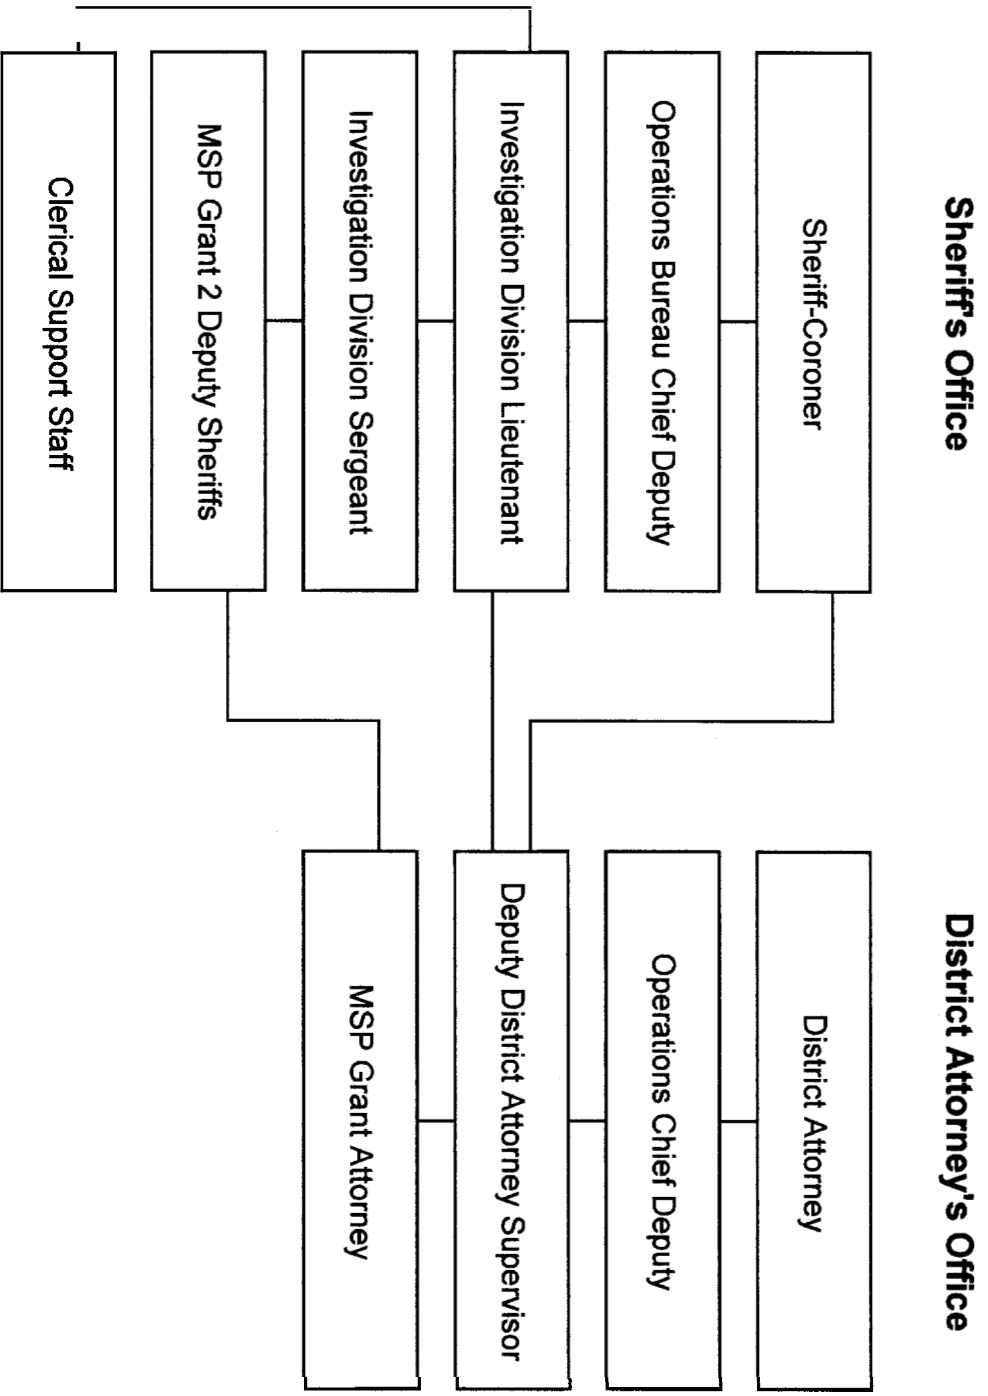 Sheriff's Office
Sheriff-Coroner
Operations Bureau Chief Deputy
Investigation Division Lieutenant
Investigation Division Sergeant
MSP Grant 2 Deputy Sheriffs
Clerical Support Staff
District Attorney's Office
District Attorney
Operations Chief Deputy
Deputy District Attorney Supervisor
MSP Grant Attorney